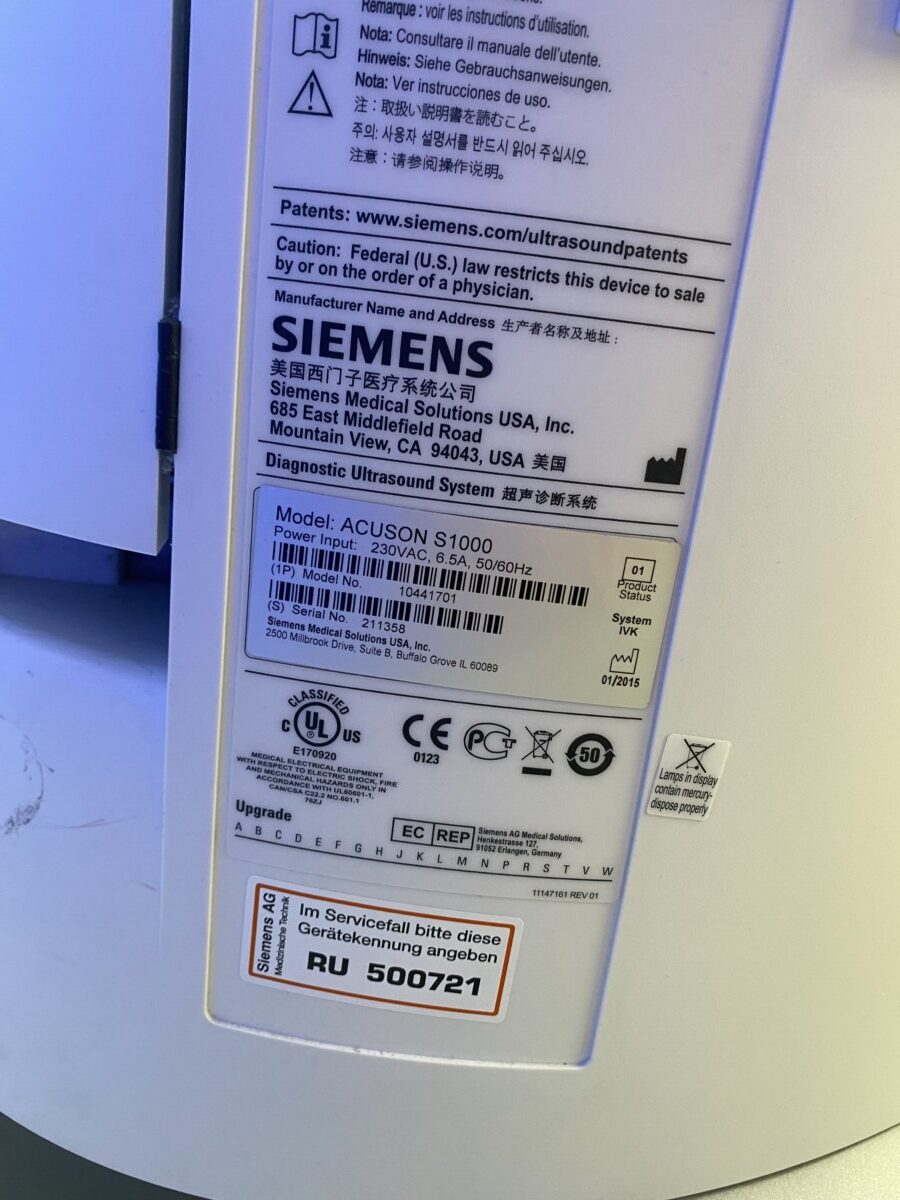 Remarque : voir les instructions d'utilisation.
Nota: Consultare il manuale dell'utente.
Hinweis: Siehe Gebrauchsanweisungen.
Nota: Ver instrucciones de uso.
注：取扱い説明書を読むこと。
주의: 사용자 설명서를 반드시 읽어 주십시오.
注意：请参阅操作说明。
Patents: www.siemens.com/ultrasoundpatents
Caution: Federal (U.S.) law restricts this device to sale
by or on the order of a physician.
Manufacturer Name and Address 生产者名称及地址：
SIEMENS
美国西门子医疗系统公司
Siemens Medical Solutions USA, Inc.
685 East Middlefield Road
Mountain View, CA 94043, USA 美国
Diagnostic Ultrasound System 超声诊断系统
Model: ACUSON S1000
Power Input: 230VAC, 6.5A, 50/60Hz
(1P) Model No. 10441701
(S) Serial No. 211358
Siemens Medical Solutions USA, Inc.
2500 Millbrook Drive, Suite B, Buffalo Grove IL 60089
01
Product
Status
System
IVK
01/2015
CLASSIFIED
C UL US
E170920
MEDICAL ELECTRICAL EQUIPMENT
WITH RESPECT TO ELECTRIC SHOCK, FIRE
AND MECHANICAL HAZARDS ONLY IN
ACCORDANCE WITH UL60601-1,
CAN/CSA C22.2 NO.601.1
76ZJ
CE
0123
PCT
50
Lamps in display
contain mercury-
dispose properly
Upgrade
A B C D E F G H J K L M N P R S T V W
EC REP
Siemens AG Medical Solutions,
Henkestrasse 127,
91052 Erlangen, Germany
11147161 REV 01
Siemens AG
Medizinische Technik
Im Servicefall bitte diese
Gerätekennung angeben
RU 500721